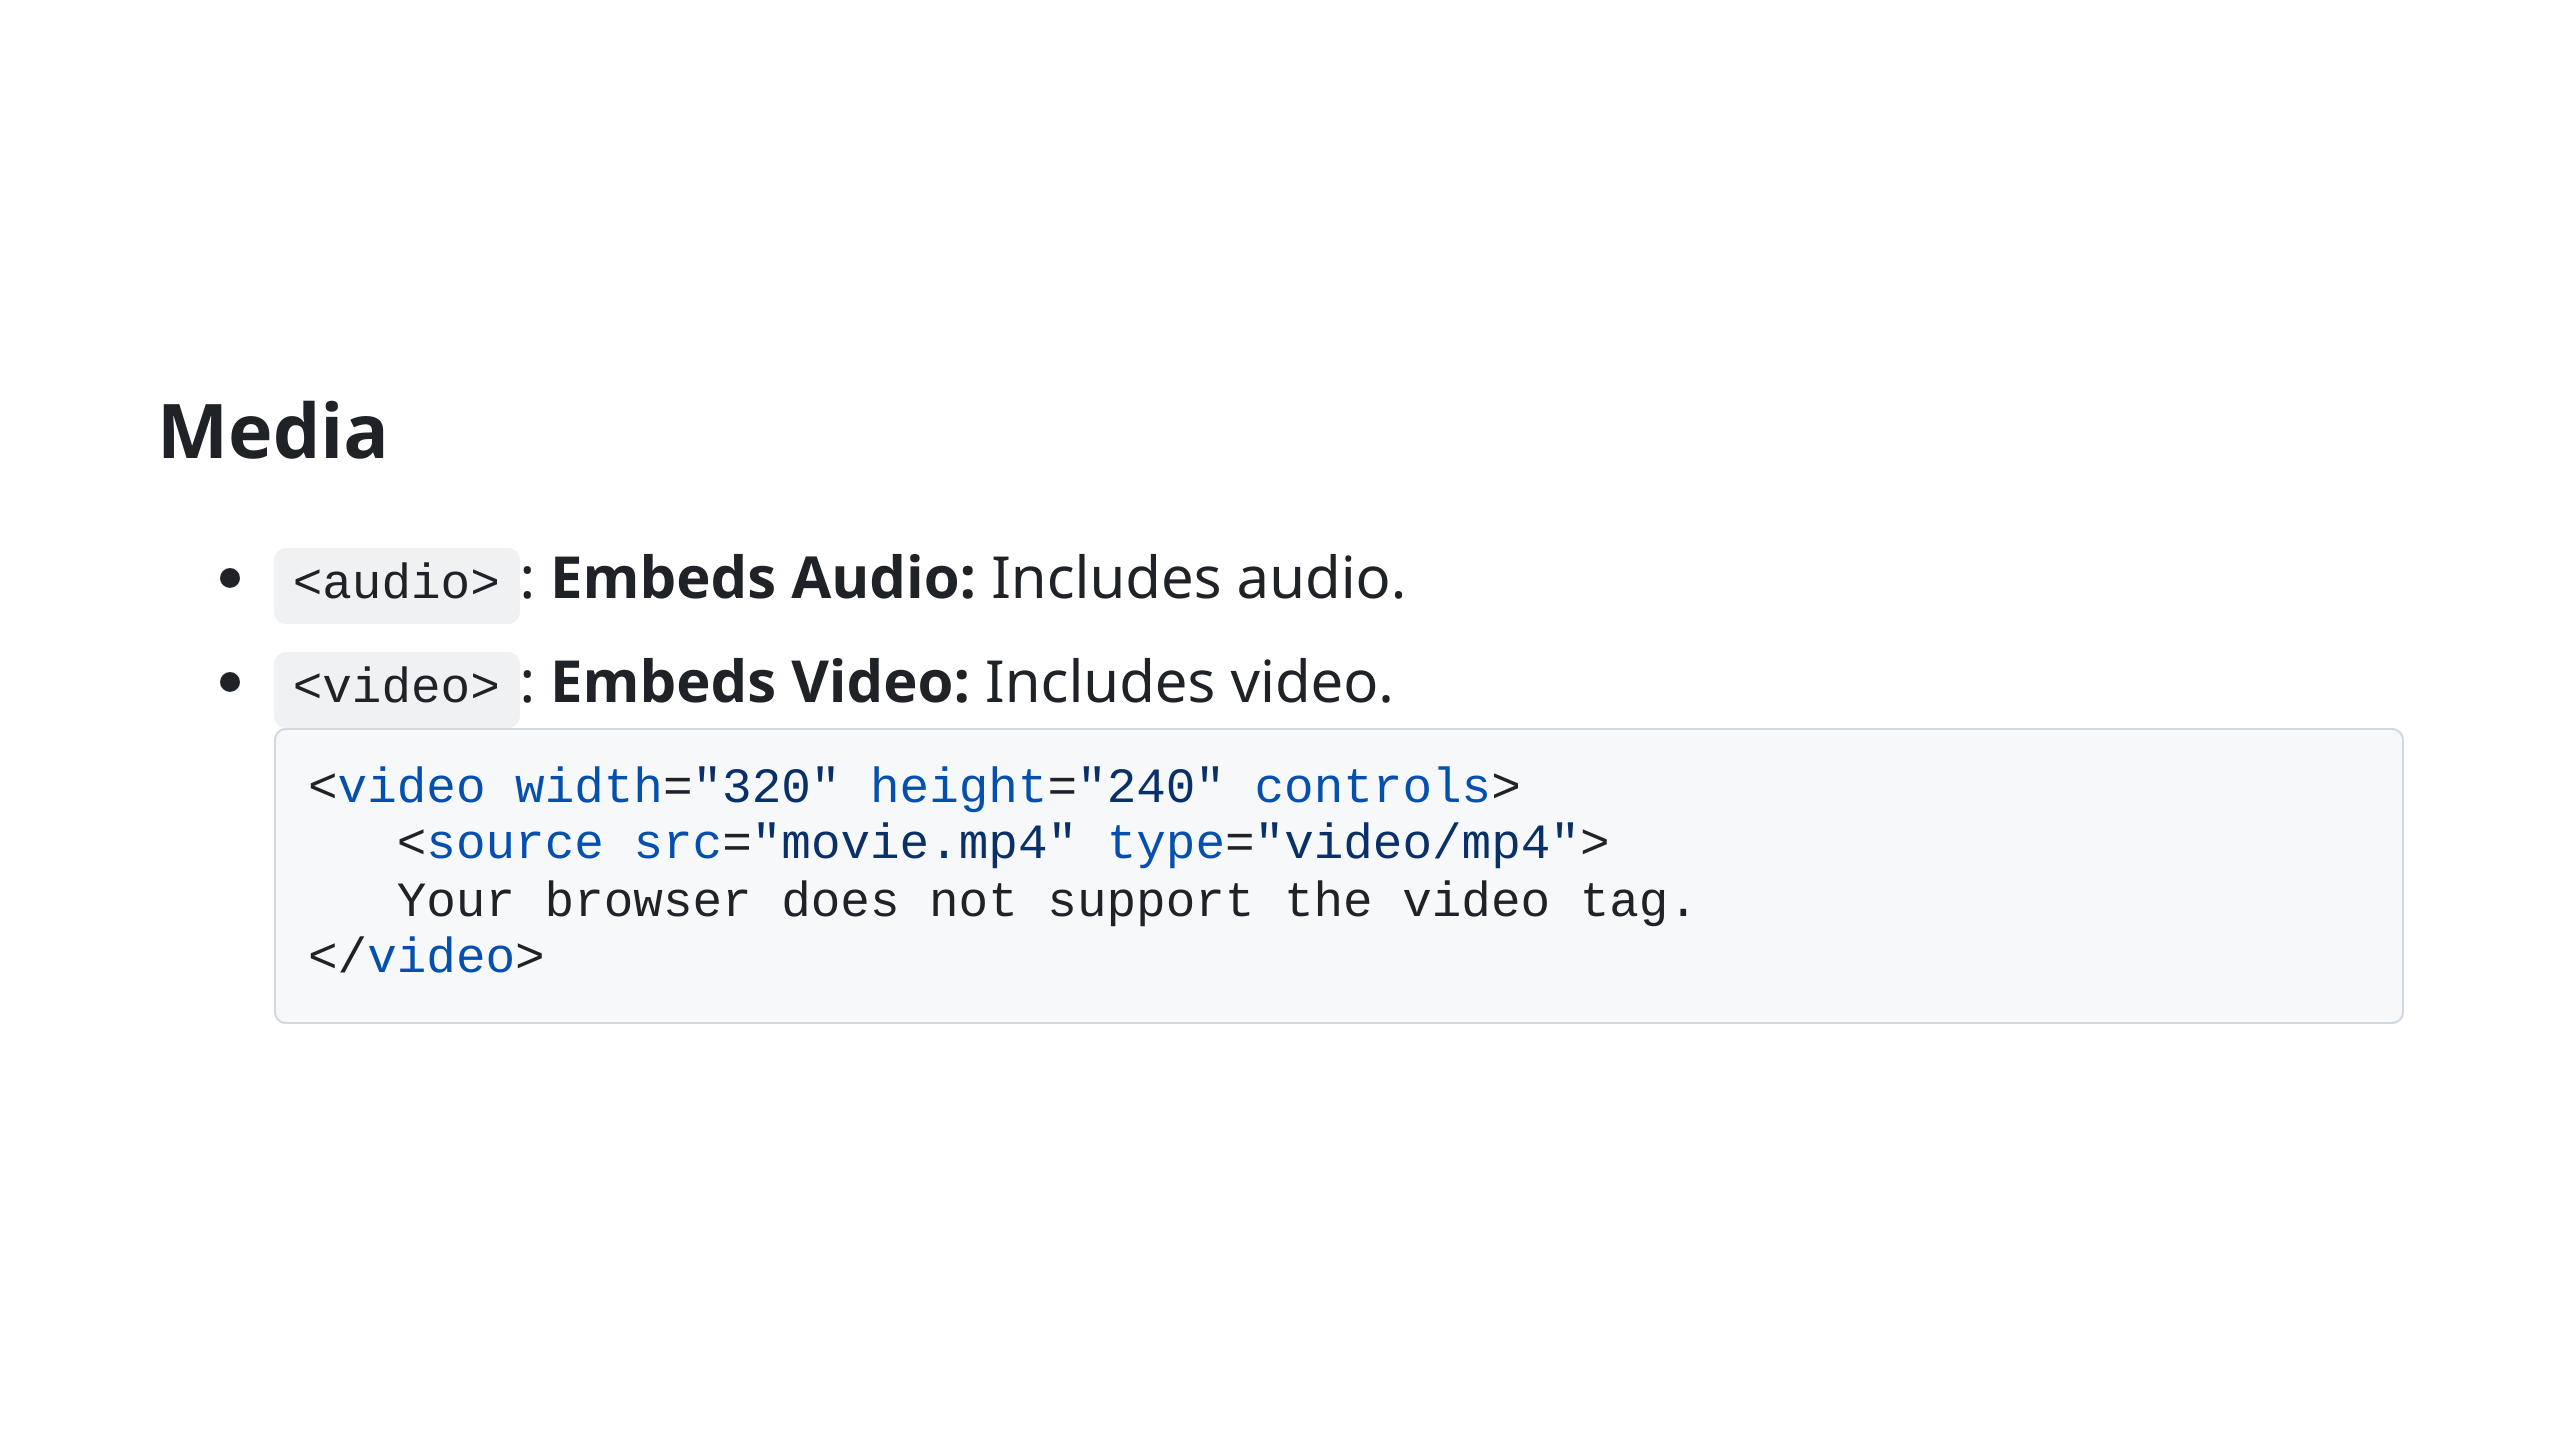 Media
<audio>: Embeds Audio: Includes audio.
<video>: Embeds Video: Includes video.
<video width="320" height="240" controls>
   <source src="movie.mp4" type="video/mp4">
   Your browser does not support the video tag.
</video>